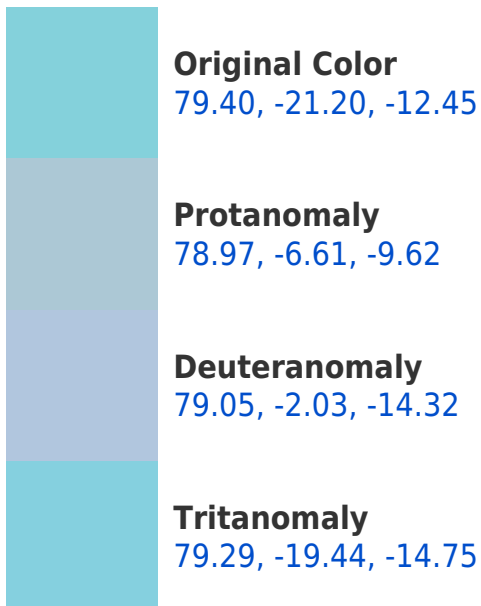 Original Color
79.40, -21.20, -12.45
Protanomaly
78.97, -6.61, -9.62
Deuteranomaly
79.05, -2.03, -14.32
Tritanomaly
79.29, -19.44, -14.75